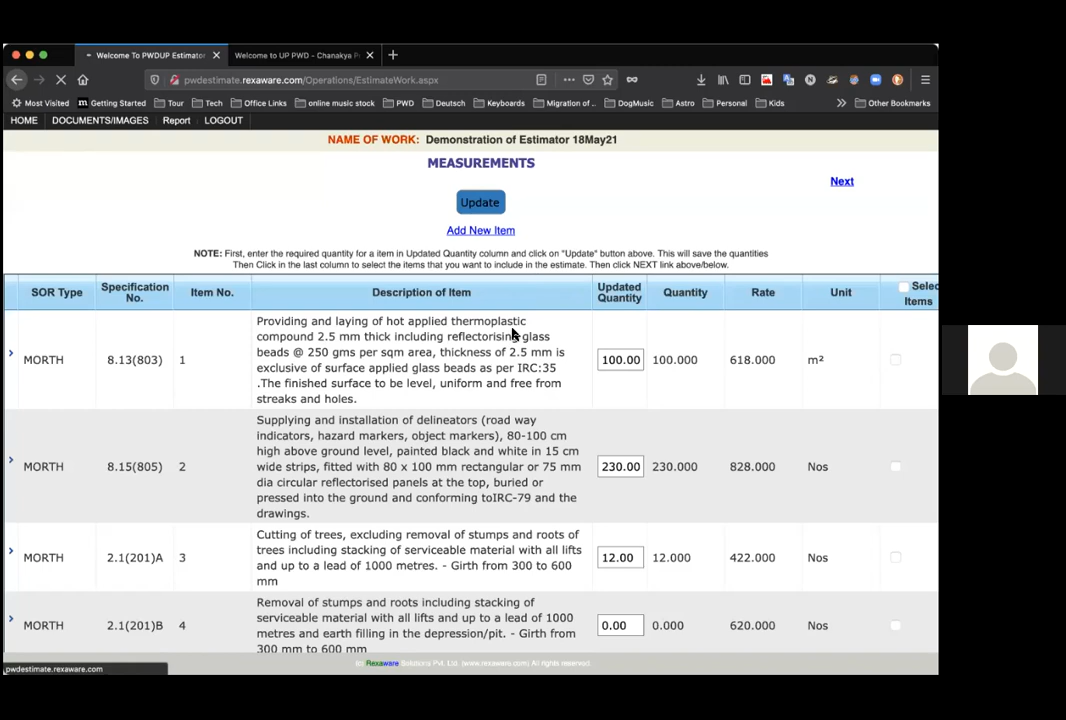 Welcome To PWDUP Estimator
Welcome to UP PWD - Chanakya
pwdestimate.rexaware.com/Operations/EstimateWork.aspx
Most Visited Getting Started Tour Tech Office Links online music stock PWD Deutsch Keyboards Migration of .. DogMusic Astro Personal Kids Other Bookmarks
HOME DOCUMENTS/IMAGES Report LOGOUT
NAME OF WORK: Demonstration of Estimator 18May21
MEASUREMENTS
Next
Update
Add New Item
NOTE: First, enter the required quantity for a item in Updated Quantity column and click on "Update" button above. This will save the quantities
Then Click in the last column to select the items that you want to include in the estimate. Then click NEXT link above/below.
SOR Type
Specification
No.
Item No.
Description of Item
Updated
Quantity
Quantity
Rate
Unit
Selec
Items
MORTH
8.13(803)
1
Providing and laying of hot applied thermoplastic
compound 2.5 mm thick including reflectorising glass
beads @ 250 gms per sqm area, thickness of 2.5 mm is
exclusive of surface applied glass beads as per IRC:35
.The finished surface to be level, uniform and free from
streaks and holes.
100.00
100.000
618.000
m²
MORTH
8.15(805)
2
Supplying and installation of delineators (road way
indicators, hazard markers, object markers), 80-100 cm
high above ground level, painted black and white in 15 cm
wide strips, fitted with 80 x 100 mm rectangular or 75 mm
dia circular reflectorised panels at the top, buried or
pressed into the ground and conforming toIRC-79 and the
drawings.
230.00
230.000
828.000
Nos
MORTH
2.1(201)A
3
Cutting of trees, excluding removal of stumps and roots of
trees including stacking of serviceable material with all lifts
and up to a lead of 1000 metres. - Girth from 300 to 600
mm
12.00
12.000
422.000
Nos
MORTH
2.1(201)B
4
Removal of stumps and roots including stacking of
serviceable material with all lifts and up to a lead of 1000
metres and earth filling in the depression/pit. - Girth from
300 mm to 600 mm
0.00
0.000
620.000
Nos
Rexaware Solutions Pvt. Ltd. (www.rexaware.com) All rights reserved.
pwdestimate.rexaware.com